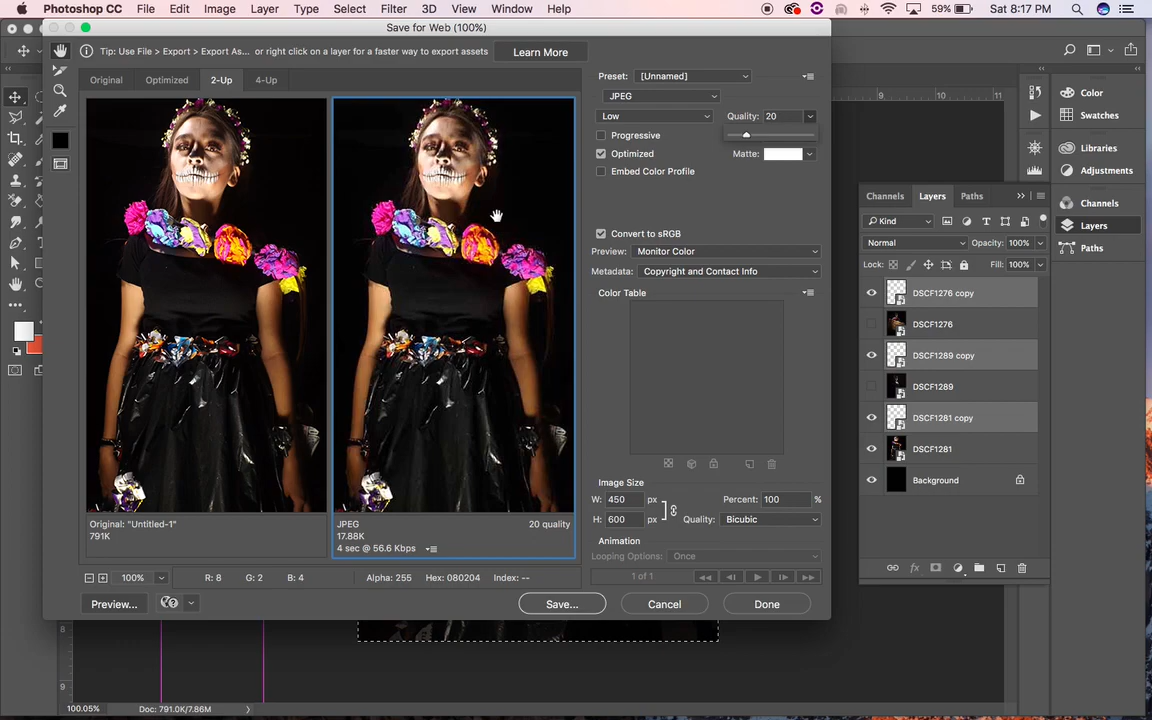 Photoshop CC File Edit Image Layer Type Select Filter 3D View Window Help 59% Sat 8:17 PM
Save for Web (100%)
Tip: Use File > Export > Export As... or right click on a layer for a faster way to export assets Learn More
Original Optimized 2-Up 4-Up
Preset: [Unnamed]
JPEG
Low Quality: 20
Progressive
Optimized Matte:
Embed Color Profile
Convert to sRGB
Preview: Monitor Color
Metadata: Copyright and Contact Info
Color Table
Image Size
W: 450 px Percent: 100 %
H: 600 px Quality: Bicubic
Animation
Looping Options: Once
1 of 1
Original: "Untitled-1"
791K
JPEG 20 quality
17.88K
4 sec @ 56.6 Kbps
100% R: 8 G: 2 B: 4 Alpha: 255 Hex: 080204 Index: --
Preview... Save... Cancel Done
9 10 11
8
9
100.05% Doc: 791.0K/7.86M
Channels Layers Paths
Kind
Normal Opacity: 100%
Lock: Fill: 100%
DSCF1276 copy
DSCF1276
DSCF1289 copy
DSCF1289
DSCF1281 copy
DSCF1281
Background
fx
Color
Swatches
Libraries
Adjustments
Channels
Layers
Paths